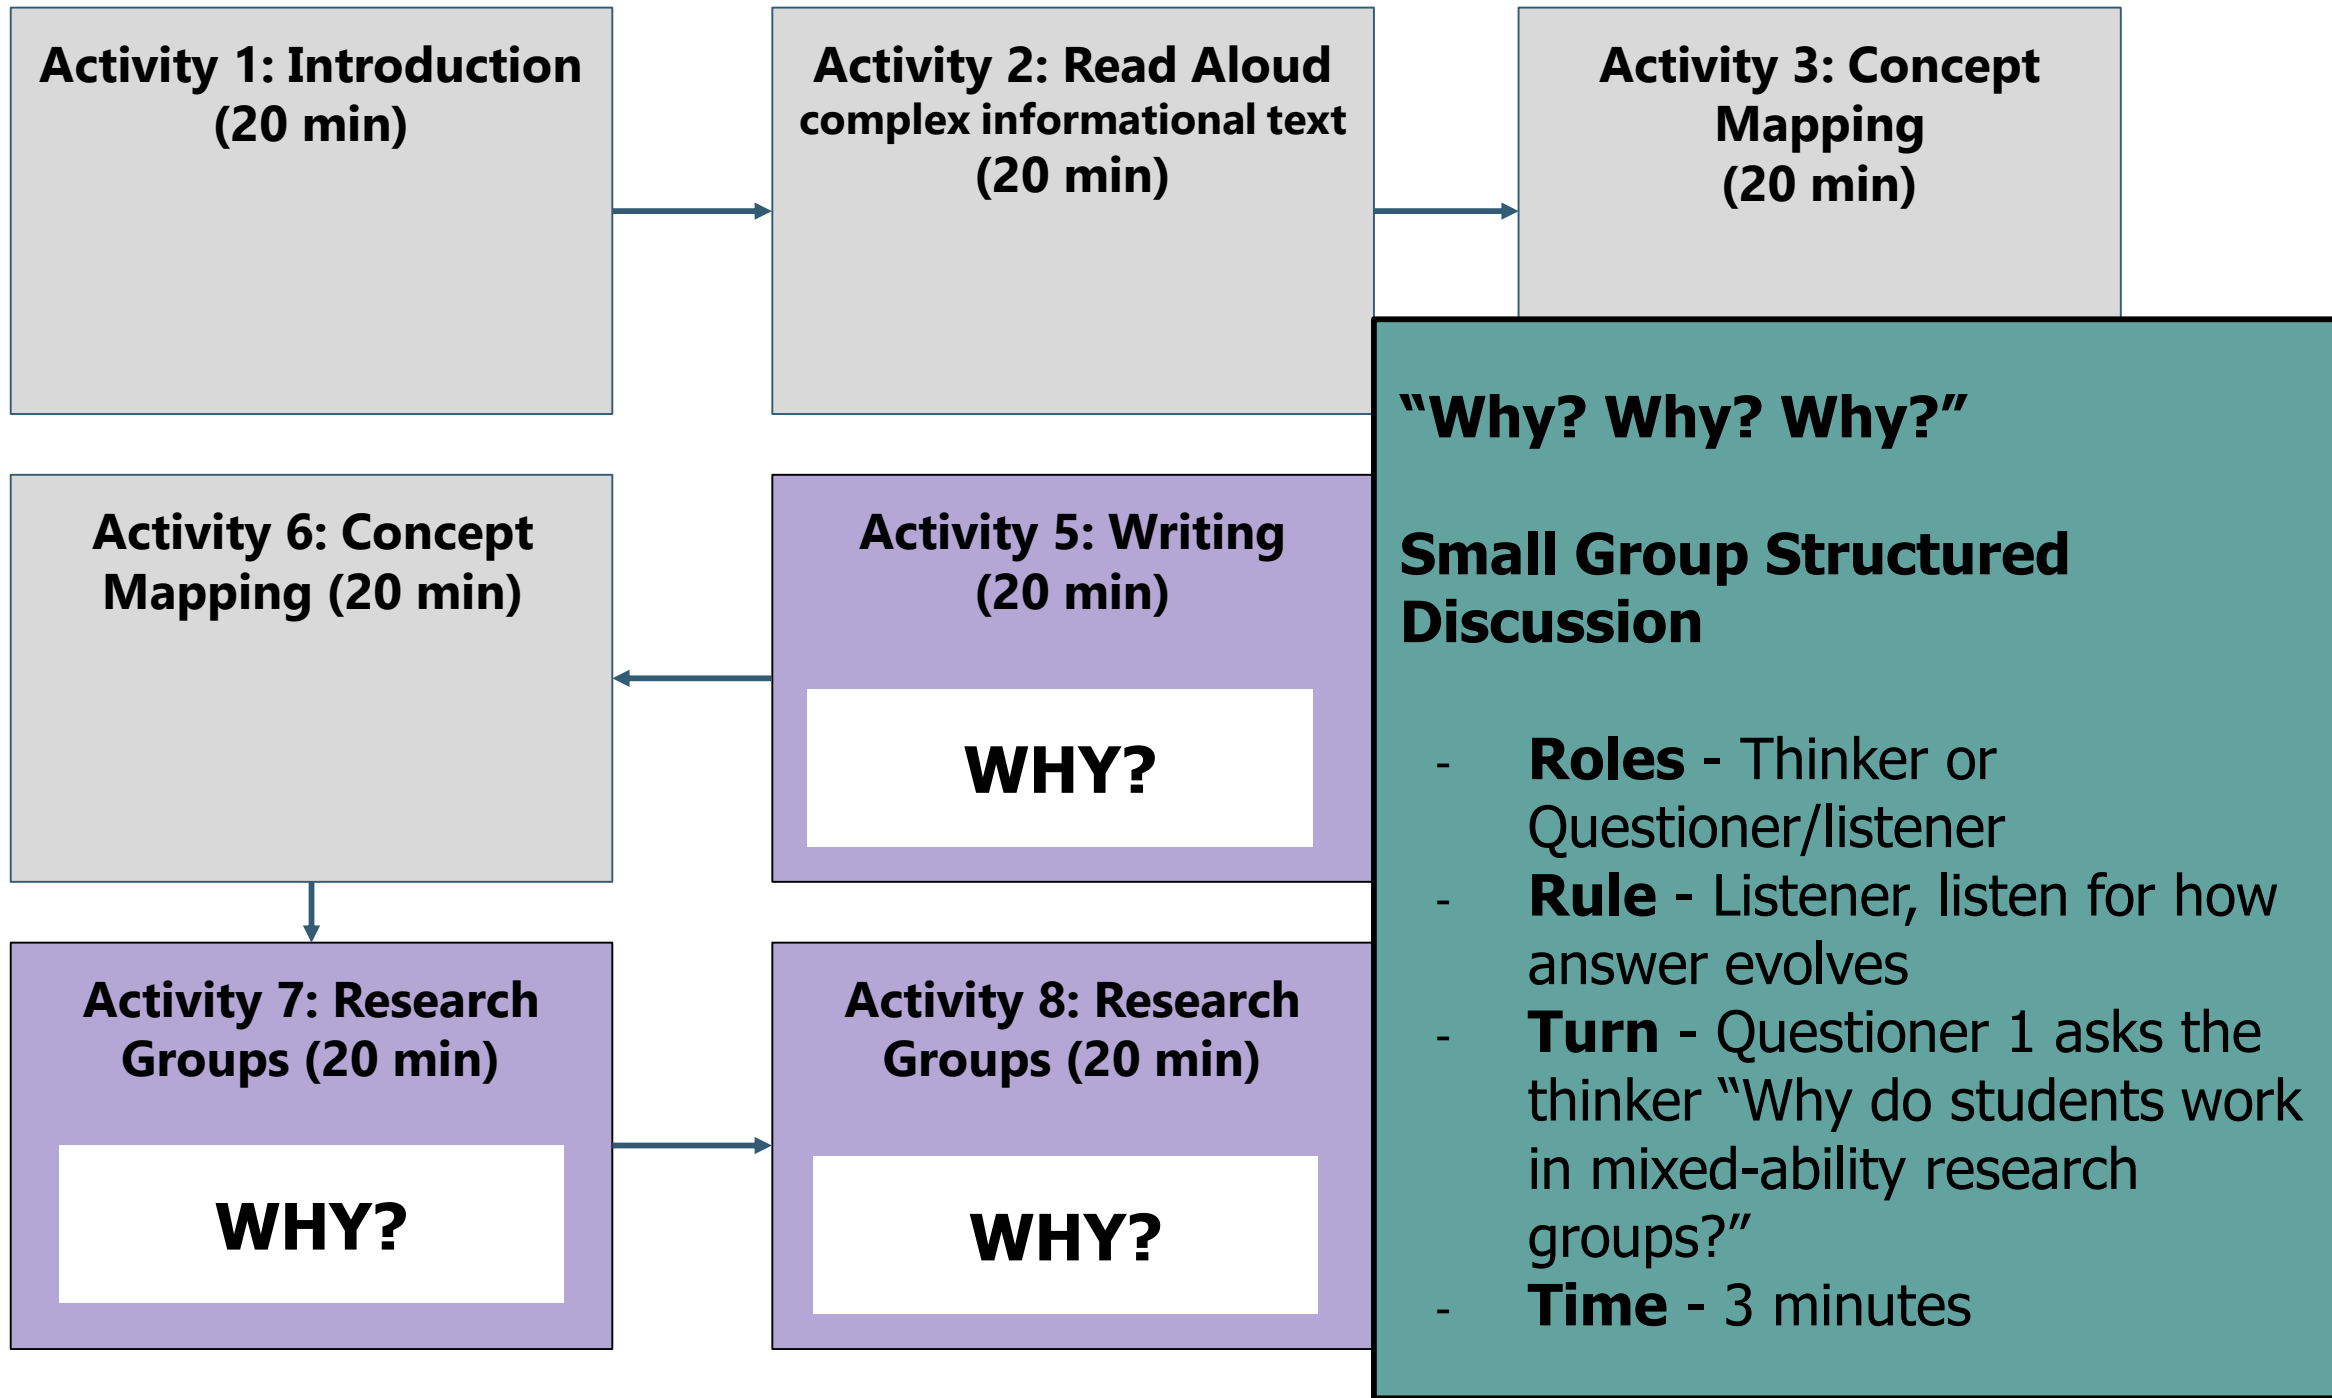 Activity 1: Introduction
(20 min)
Activity 2: Read Aloud
complex informational text
(20 min)
Activity 3: Concept
Mapping
(20 min)
Activity 6: Concept
Mapping (20 min)
Activity 5: Writing
(20 min)
WHY?
Activity 7: Research
Groups (20 min)
WHY?
Activity 8: Research
Groups (20 min)
WHY?
“Why? Why? Why?”
Small Group Structured
Discussion
- Roles - Thinker or
Questioner/listener
- Rule - Listener, listen for how
answer evolves
- Turn - Questioner 1 asks the
thinker “Why do students work
in mixed-ability research
groups?”
- Time - 3 minutes